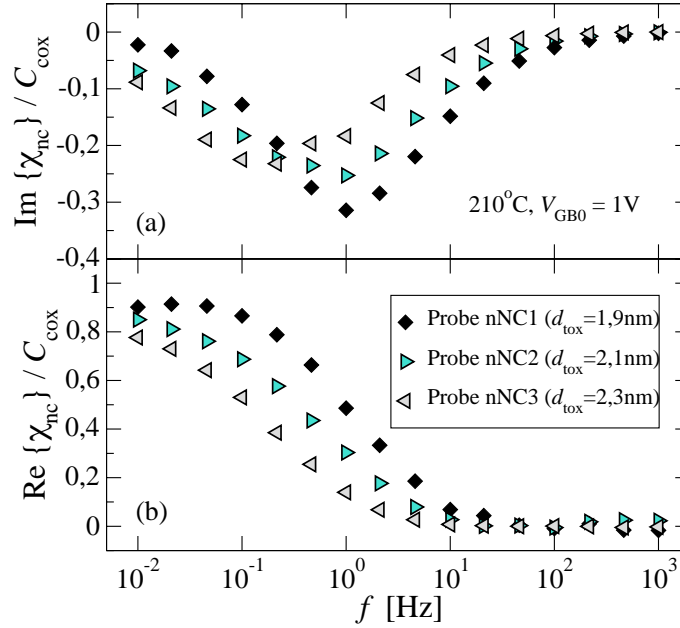 0
-0,1
-0,2
-0,3
-0,4
Im {χnc} / Ccox
(a)
210°C, VGB0 = 1V
1
0,8
0,6
0,4
0,2
0
Re {χnc} / Ccox
(b)
Probe nNC1 (dtox=1,9nm)
Probe nNC2 (dtox=2,1nm)
Probe nNC3 (dtox=2,3nm)
10-2 10-1 100 101 102 103
f [Hz]